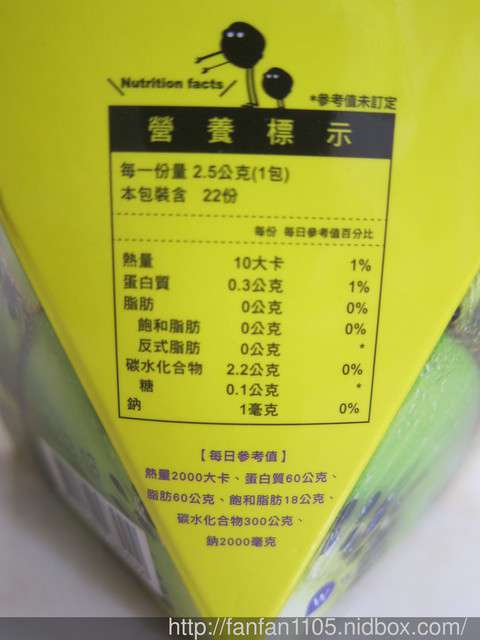 Nutrition facts
*參考值未訂定
營養標示
每一份量 2.5公克(1包)
本包裝含 22份
每份 每日參考值百分比
熱量 10大卡 1%
蛋白質 0.3公克 1%
脂肪 0公克 0%
飽和脂肪 0公克 0%
反式脂肪 0公克 *
碳水化合物 2.2公克 0%
糖 0.1公克 *
鈉 1毫克 0%
【每日參考值】
熱量2000大卡、蛋白質60公克、
脂肪60公克、飽和脂肪18公克、
碳水化合物300公克、
鈉2000毫克
http://fanfan1105.nidbox.com/